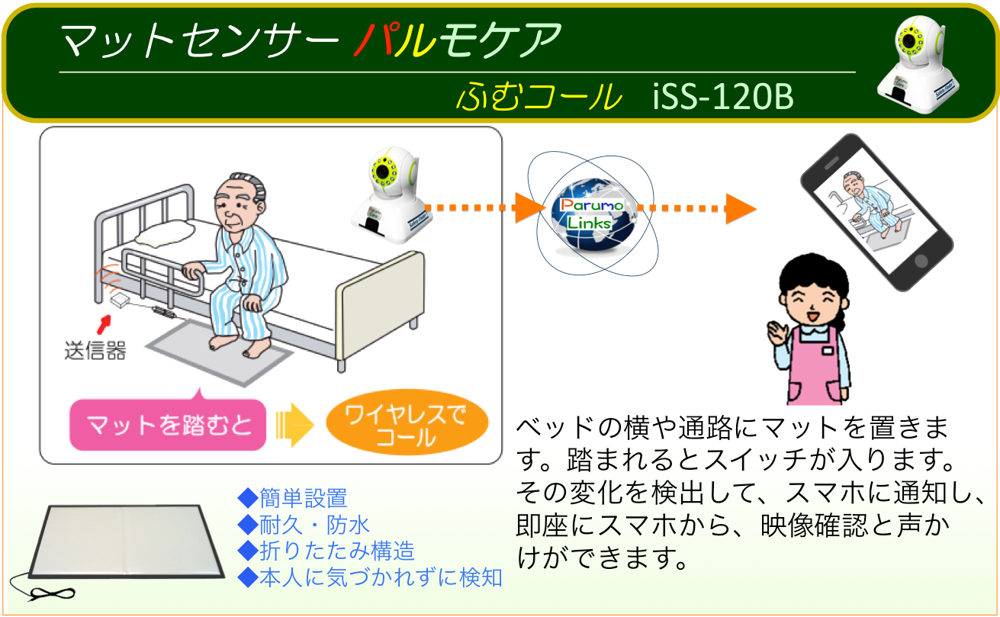 マットセンサー パルモケア
ふむコール iSS-120B
Parumo
Links
送信器
マットを踏むと
ワイヤレスで
コール
ベッドの横や通路にマットを置きま
す。踏まれるとスイッチが入ります。
その変化を検出して、スマホに通知し、
即座にスマホから、映像確認と声か
けができます。
◆簡単設置
◆耐久・防水
◆折りたたみ構造
◆本人に気づかれずに検知